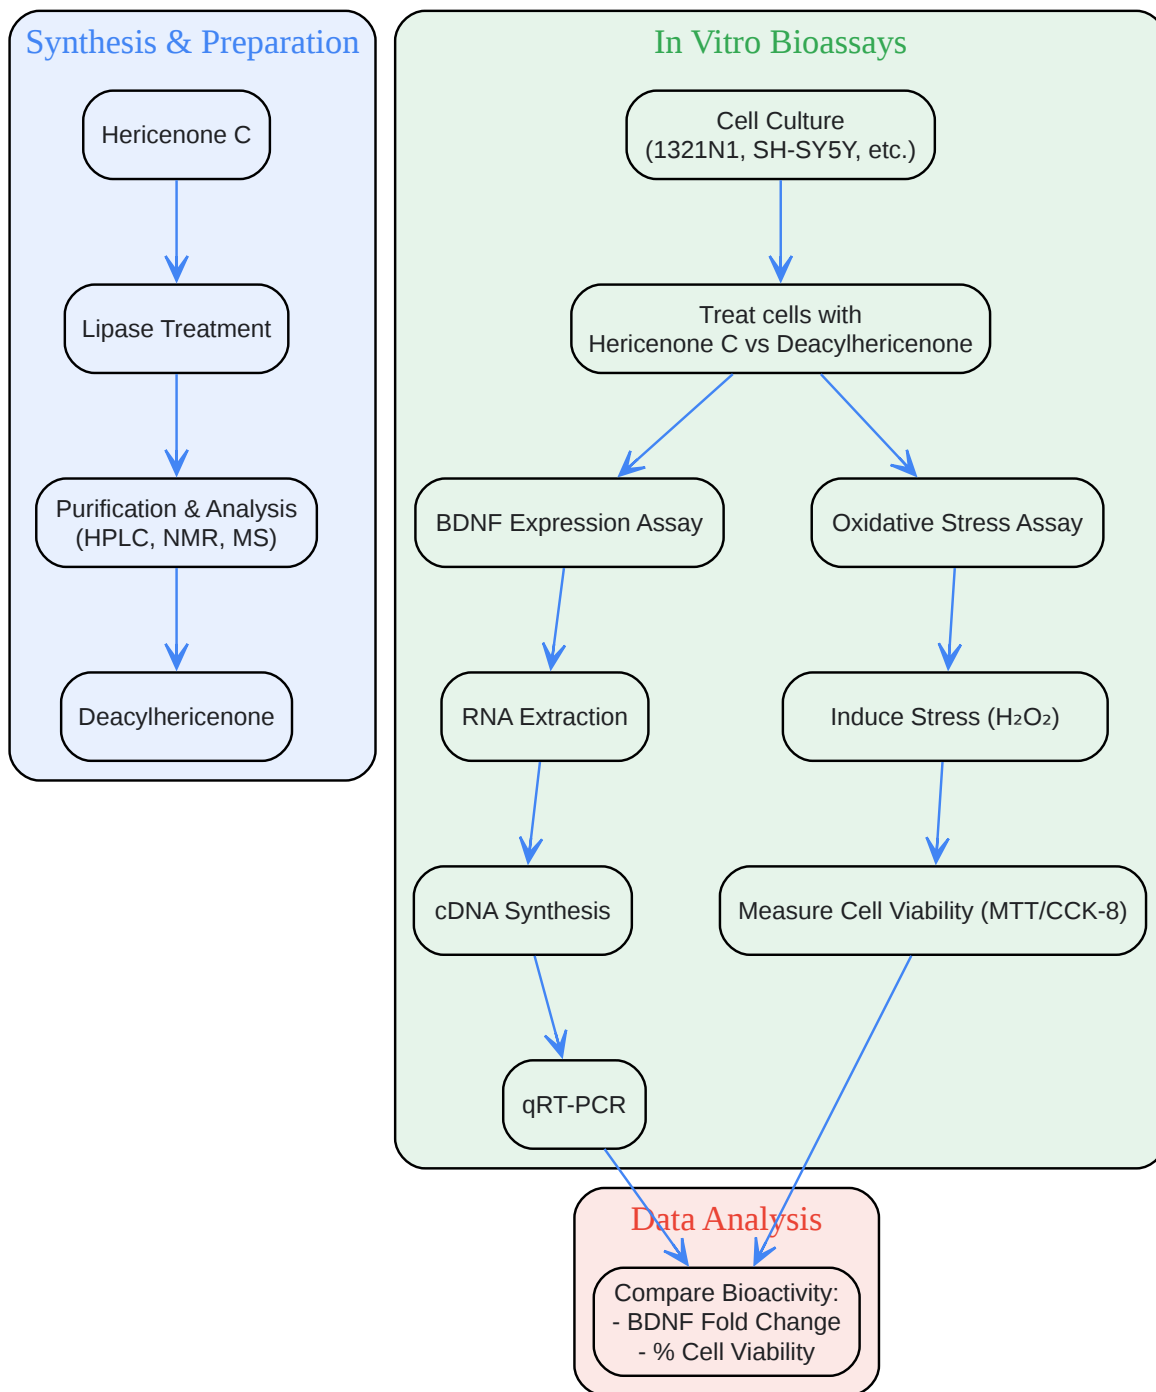 Synthesis & Preparation
Hericenone C
Lipase Treatment
Purification & Analysis
(HPLC, NMR, MS)
Deacylhericenone
In Vitro Bioassays
Cell Culture
(1321N1, SH-SY5Y, etc.)
Treat cells with
Hericenone C vs Deacylhericenone
BDNF Expression Assay
Oxidative Stress Assay
RNA Extraction
Induce Stress (H₂O₂)
cDNA Synthesis
Measure Cell Viability (MTT/CCK-8)
qRT-PCR
Data Analysis
Compare Bioactivity:
- BDNF Fold Change
- % Cell Viability